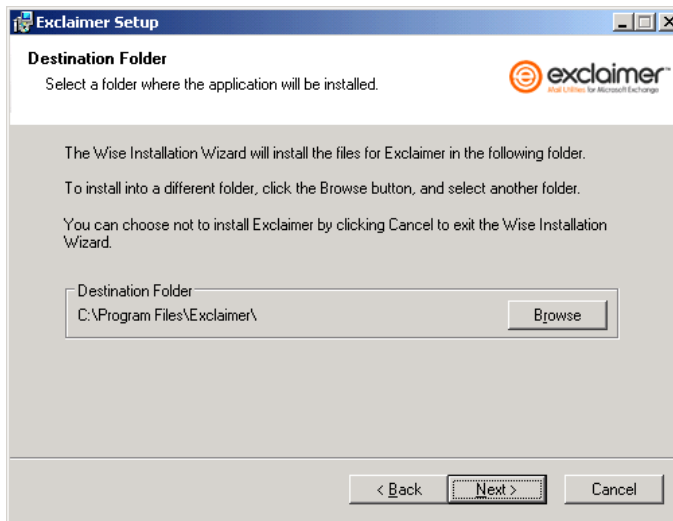 Exclaimer Setup
Destination Folder
Select a folder where the application will be installed.
exclaimer™
Mail Utilities for Microsoft Exchange
The Wise Installation Wizard will install the files for Exclaimer in the following folder.
To install into a different folder, click the Browse button, and select another folder.
You can choose not to install Exclaimer by clicking Cancel to exit the Wise Installation
Wizard.
Destination Folder
C:\Program Files\Exclaimer\
Browse
< Back
Next >
Cancel